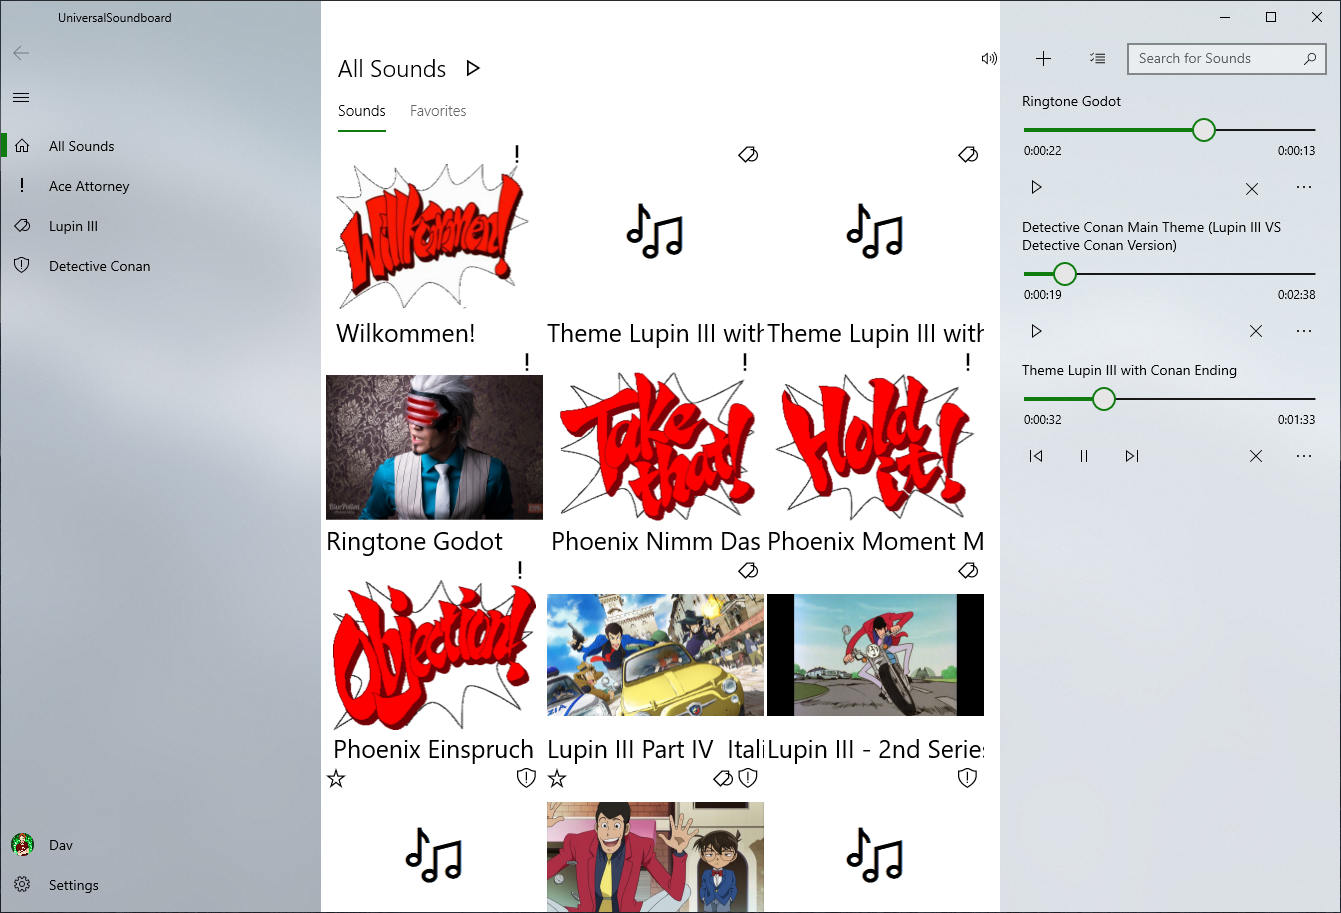 UniversalSoundboard
All Sounds
Ace Attorney
Lupin III
Detective Conan
Dav
Settings
All Sounds
Sounds
Favorites
Willkommen!
Wilkommen!
Theme Lupin III with
Theme Lupin III with
Ringtone Godot
Take that!
Phoenix Nimm Das
Hold it!
Phoenix Moment M
Objection!
Phoenix Einspruch
Lupin III Part IV Itali
Lupin III - 2nd Series
Search for Sounds
Ringtone Godot
0:00:22
0:00:13
Detective Conan Main Theme (Lupin III VS
Detective Conan Version)
0:00:19
0:02:38
Theme Lupin III with Conan Ending
0:00:32
0:01:33